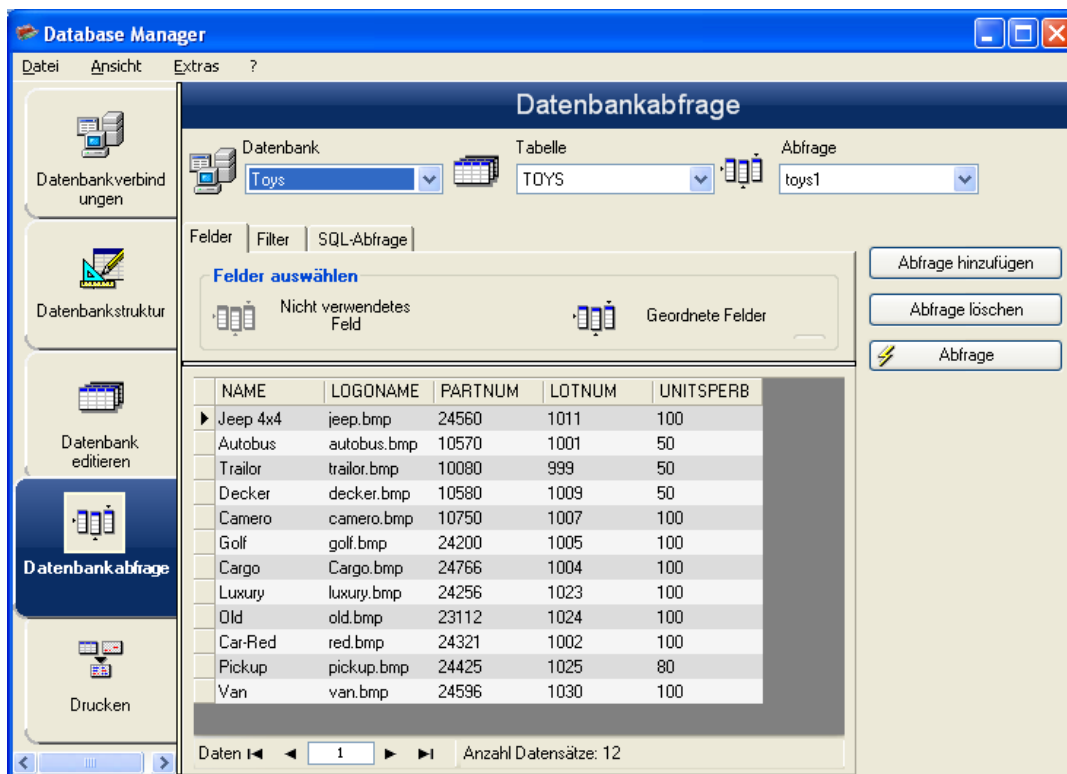 Database Manager
Datei Ansicht Extras ?
Datenbankabfrage
Datenbankverbind
ungen
Datenbankstruktur
Datenbank
editieren
Datenbankabfrage
Drucken
Datenbank Tabelle Abfrage
Toys TOYS toys1
Felder Filter SQL-Abfrage
Felder auswählen
Nicht verwendetes
Feld
Geordnete Felder
Abfrage hinzufügen
Abfrage löschen
Abfrage
NAME LOGONAME PARTNUM LOTNUM UNITSPERB
Jeep 4x4 jeep.bmp 24560 1011 100
Autobus autobus.bmp 10570 1001 50
Trailor trailor.bmp 10080 999 50
Decker decker.bmp 10580 1009 50
Camero camero.bmp 10750 1007 100
Golf golf.bmp 24200 1005 100
Cargo Cargo.bmp 24766 1004 100
Luxury luxury.bmp 24256 1023 100
Old old.bmp 23112 1024 100
Car-Red red.bmp 24321 1002 100
Pickup pickup.bmp 24425 1025 80
Van van.bmp 24596 1030 100
Daten 1 Anzahl Datensätze: 12